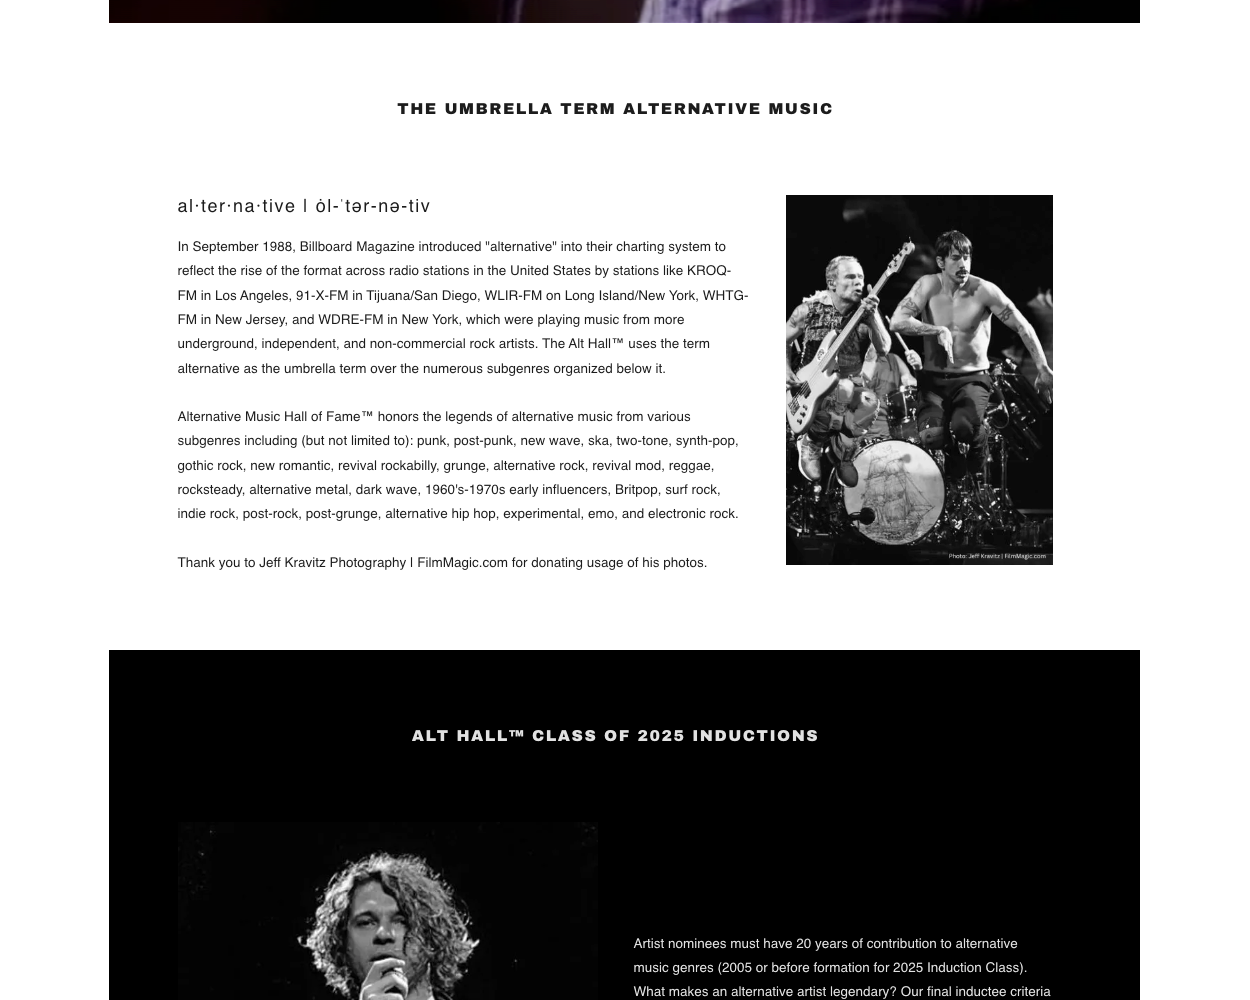 THE UMBRELLA TERM ALTERNATIVE MUSIC
al·ter·na·tive | ȯl-ˈtər-nə-tiv
In September 1988, Billboard Magazine introduced "alternative" into their charting system to
reflect the rise of the format across radio stations in the United States by stations like KROQ-
FM in Los Angeles, 91-X-FM in Tijuana/San Diego, WLIR-FM on Long Island/New York, WHTG-
FM in New Jersey, and WDRE-FM in New York, which were playing music from more
underground, independent, and non-commercial rock artists. The Alt Hall™ uses the term
alternative as the umbrella term over the numerous subgenres organized below it.
Alternative Music Hall of Fame™ honors the legends of alternative music from various
subgenres including (but not limited to): punk, post-punk, new wave, ska, two-tone, synth-pop,
gothic rock, new romantic, revival rockabilly, grunge, alternative rock, revival mod, reggae,
rocksteady, alternative metal, dark wave, 1960's-1970s early influencers, Britpop, surf rock,
indie rock, post-rock, post-grunge, alternative hip hop, experimental, emo, and electronic rock.
Thank you to Jeff Kravitz Photography | FilmMagic.com for donating usage of his photos.
Photo: Jeff Kravitz | FilmMagic.com
ALT HALL™ CLASS OF 2025 INDUCTIONS
Artist nominees must have 20 years of contribution to alternative
music genres (2005 or before formation for 2025 Induction Class).
What makes an alternative artist legendary? Our final inductee criteria